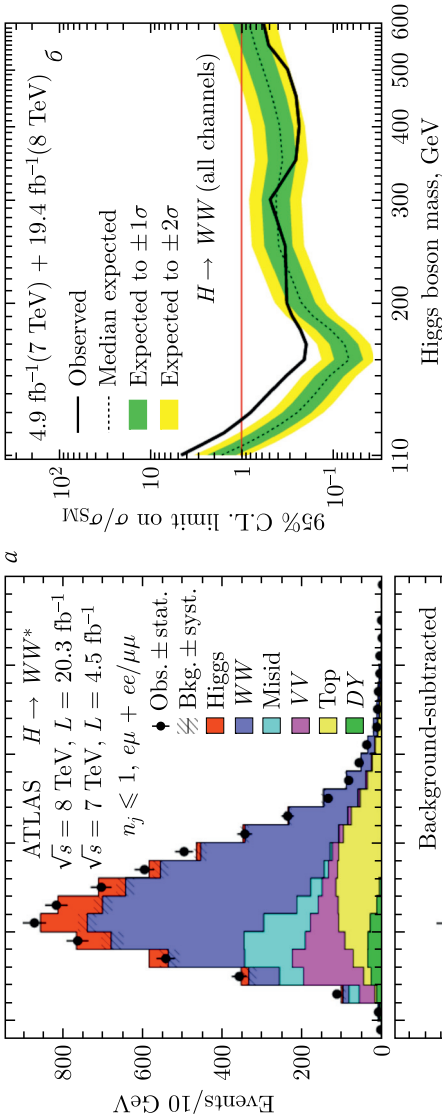 a
ATLAS H → WW*
√s = 8 TeV, L = 20.3 fb⁻¹
√s = 7 TeV, L = 4.5 fb⁻¹
nj ⩽ 1, eμ + ee/μμ
Obs. ± stat.
Bkg. ± syst.
Higgs
WW
Misid
VV
Top
DY
Events/10 GeV
800
600
400
200
0
Background-subtracted
4.9 fb⁻¹(7 TeV) + 19.4 fb⁻¹(8 TeV)
б
Observed
Median expected
Expected to ±1σ
Expected to ±2σ
H → WW (all channels)
95% C.L. limit on σ/σSM
10²
10
1
10⁻¹
110 200 300 400 500 600
Higgs boson mass, GeV